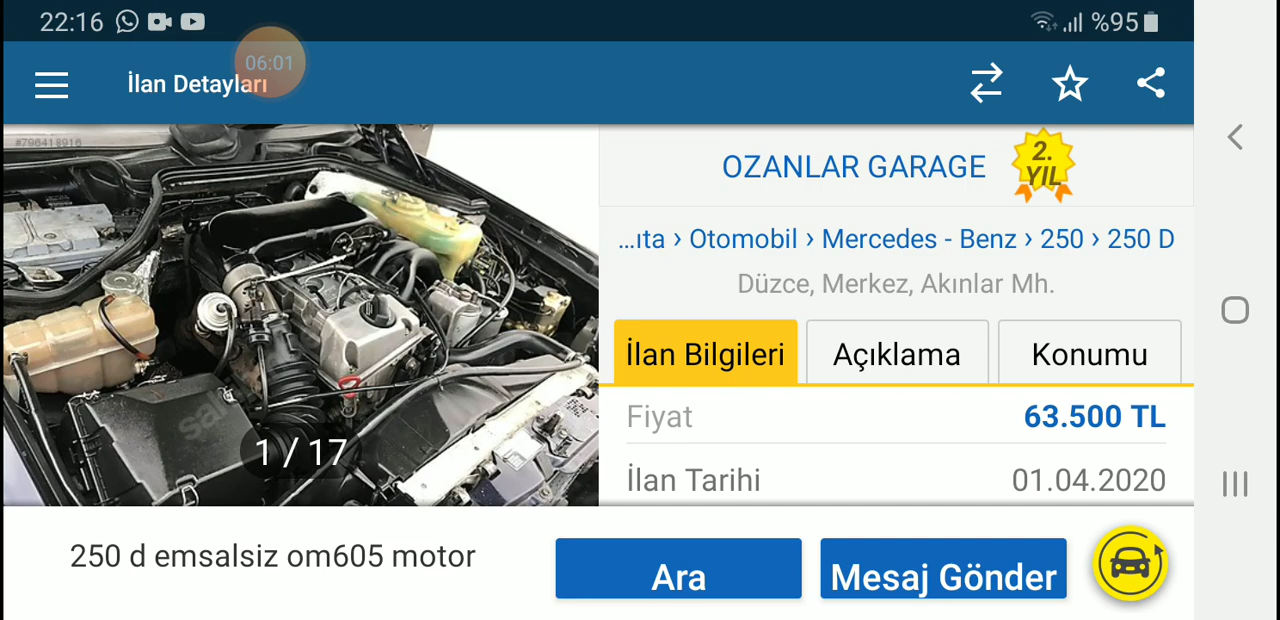 22:16
%95
06:01
İlan Detayları
#796418916
OZANLAR GARAGE
2.
YIL
...ıta › Otomobil › Mercedes - Benz › 250 › 250 D
Düzce, Merkez, Akınlar Mh.
İlan Bilgileri
Açıklama
Konumu
Fiyat
63.500 TL
İlan Tarihi
01.04.2020
1 / 17
250 d emsalsiz om605 motor
Ara
Mesaj Gönder